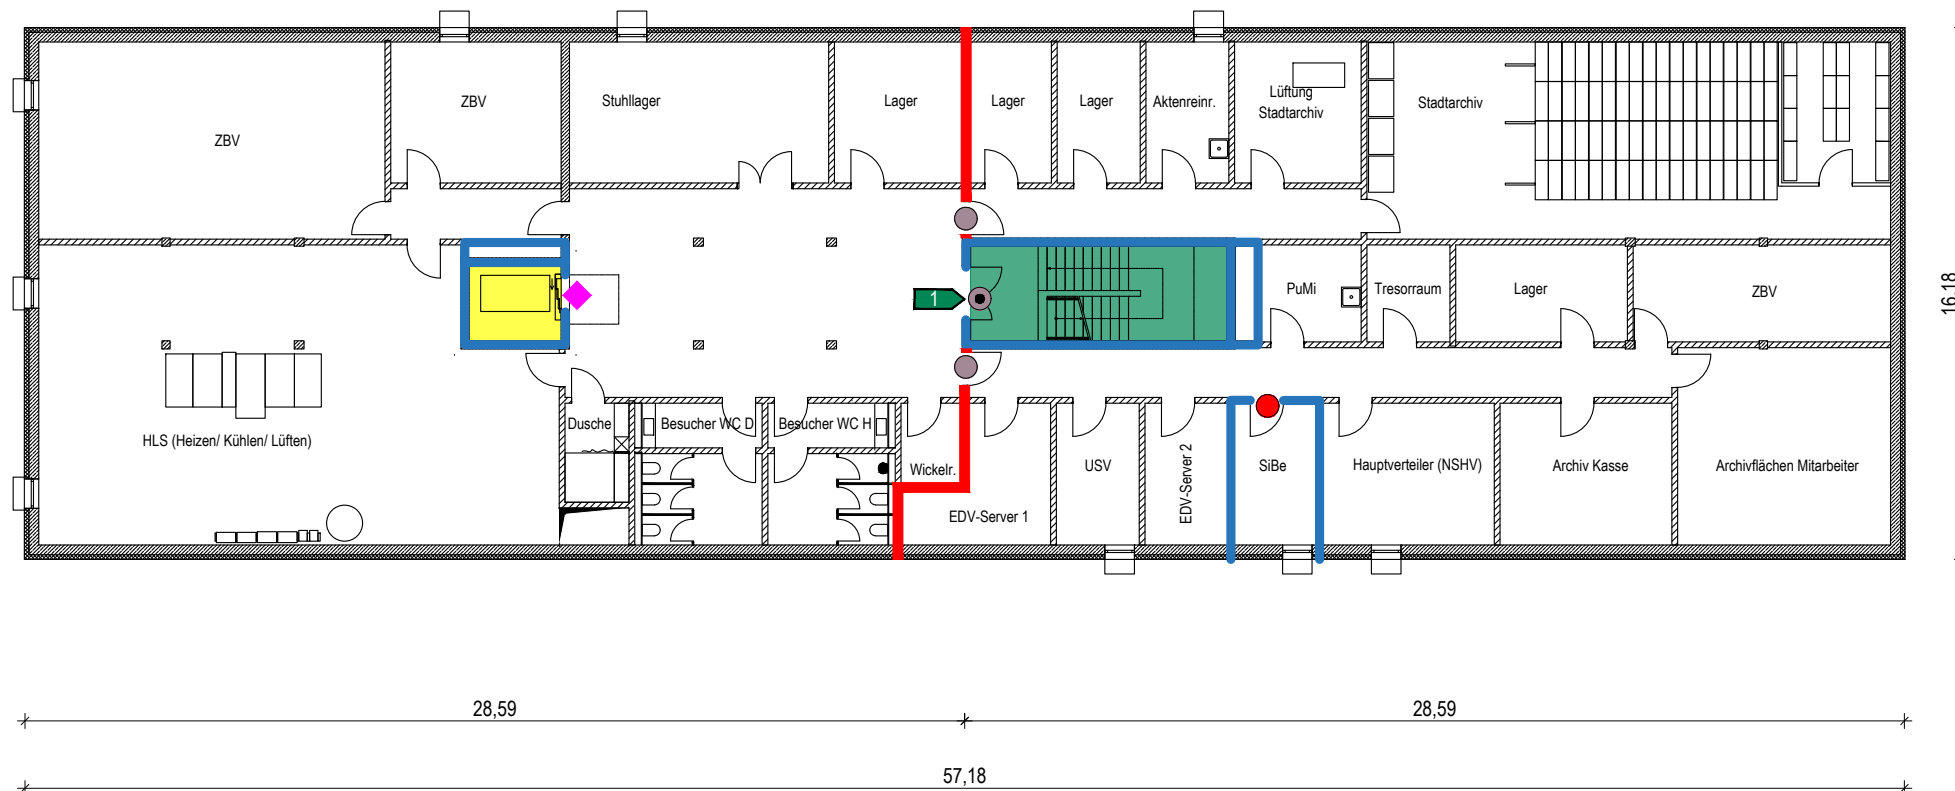 ZBV
ZBV
Stuhllager
Lager
Lager
Lager
Aktenreinr.
Lüftung
Stadtarchiv
Stadtarchiv
1
PuMi
Tresorraum
Lager
ZBV
16,18
HLS (Heizen/ Kühlen/ Lüften)
Dusche
Besucher WC D
Besucher WC H
Wickelr.
EDV-Server 1
USV
EDV-Server 2
SiBe
Hauptverteiler (NSHV)
Archiv Kasse
Archivflächen Mitarbeiter
28,59
28,59
57,18